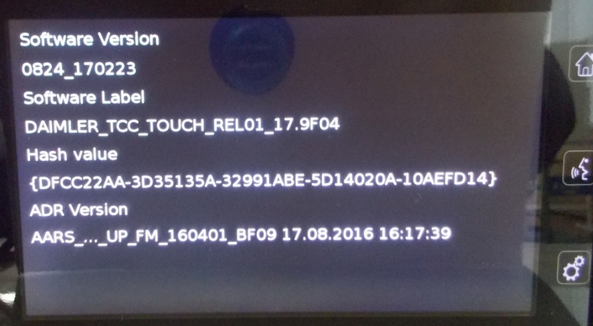 Software Version
0824_170223
Software Label
DAIMLER_TCC_TOUCH_REL01_17.9F04
Hash value
{DFCC22AA-3D35135A-32991ABE-5D14020A-10AEFD14}
ADR Version
AARS_..._UP_FM_160401_BF09 17.08.2016 16:17:39